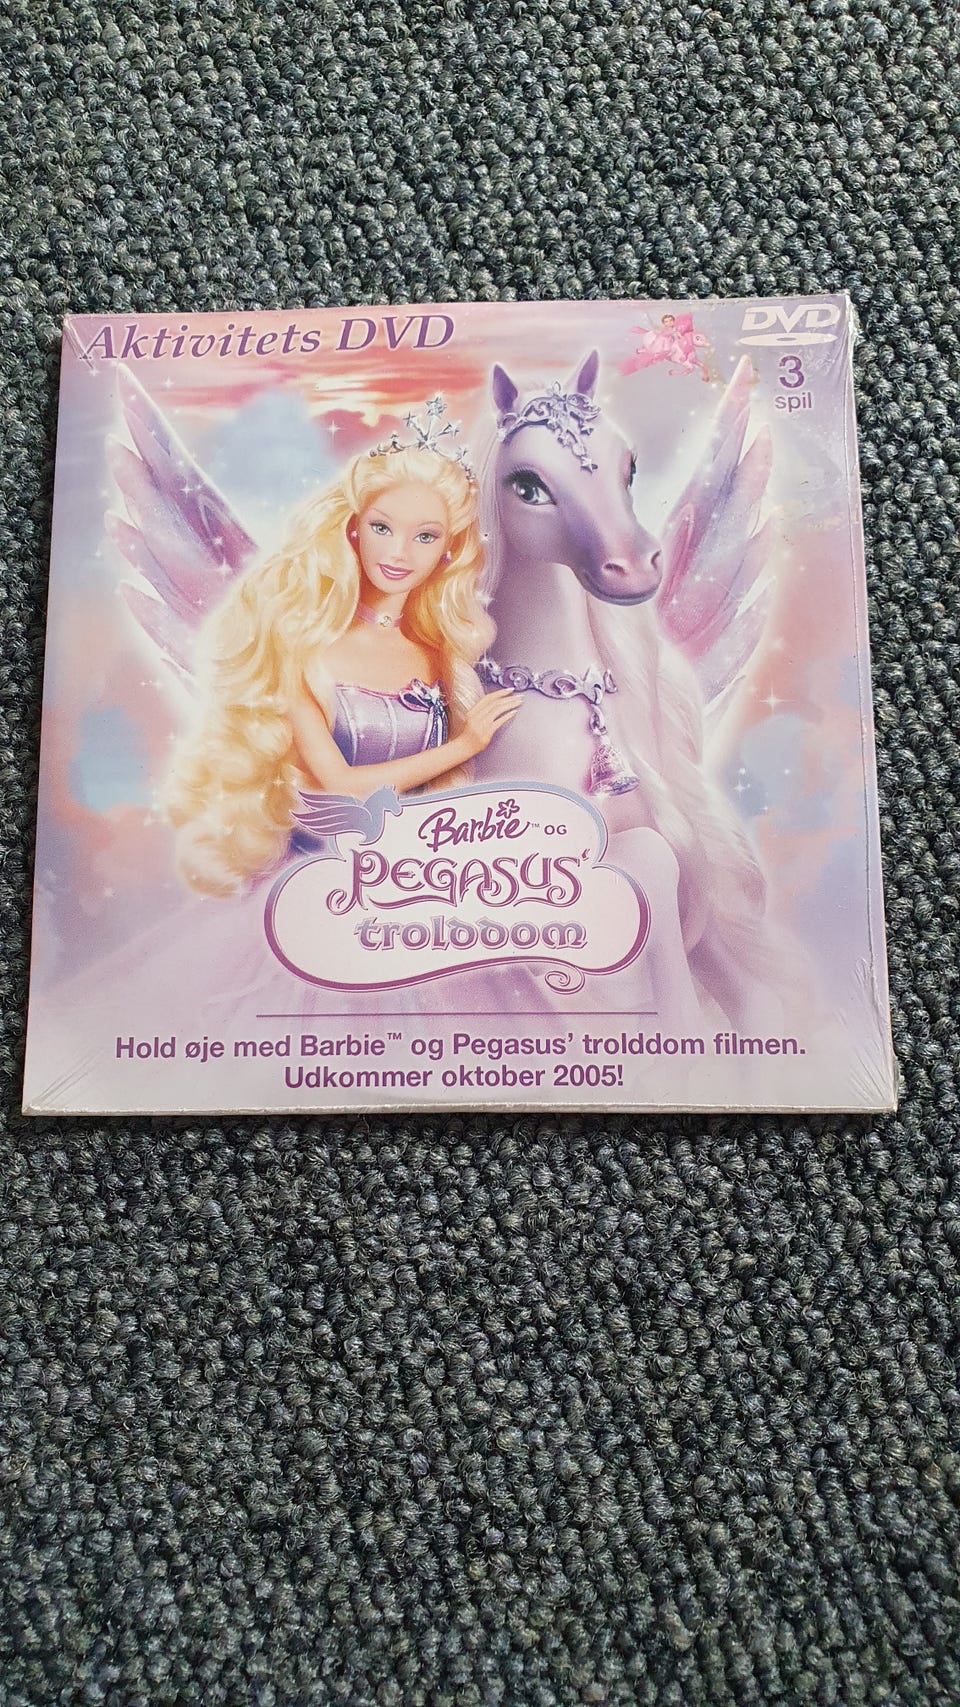 Aktivitets DVD
DVD
3
spil
Barbie™ OG
PEGASUS'
trolddom
Hold øje med Barbie™ og Pegasus' trolddom filmen.
Udkommer oktober 2005!